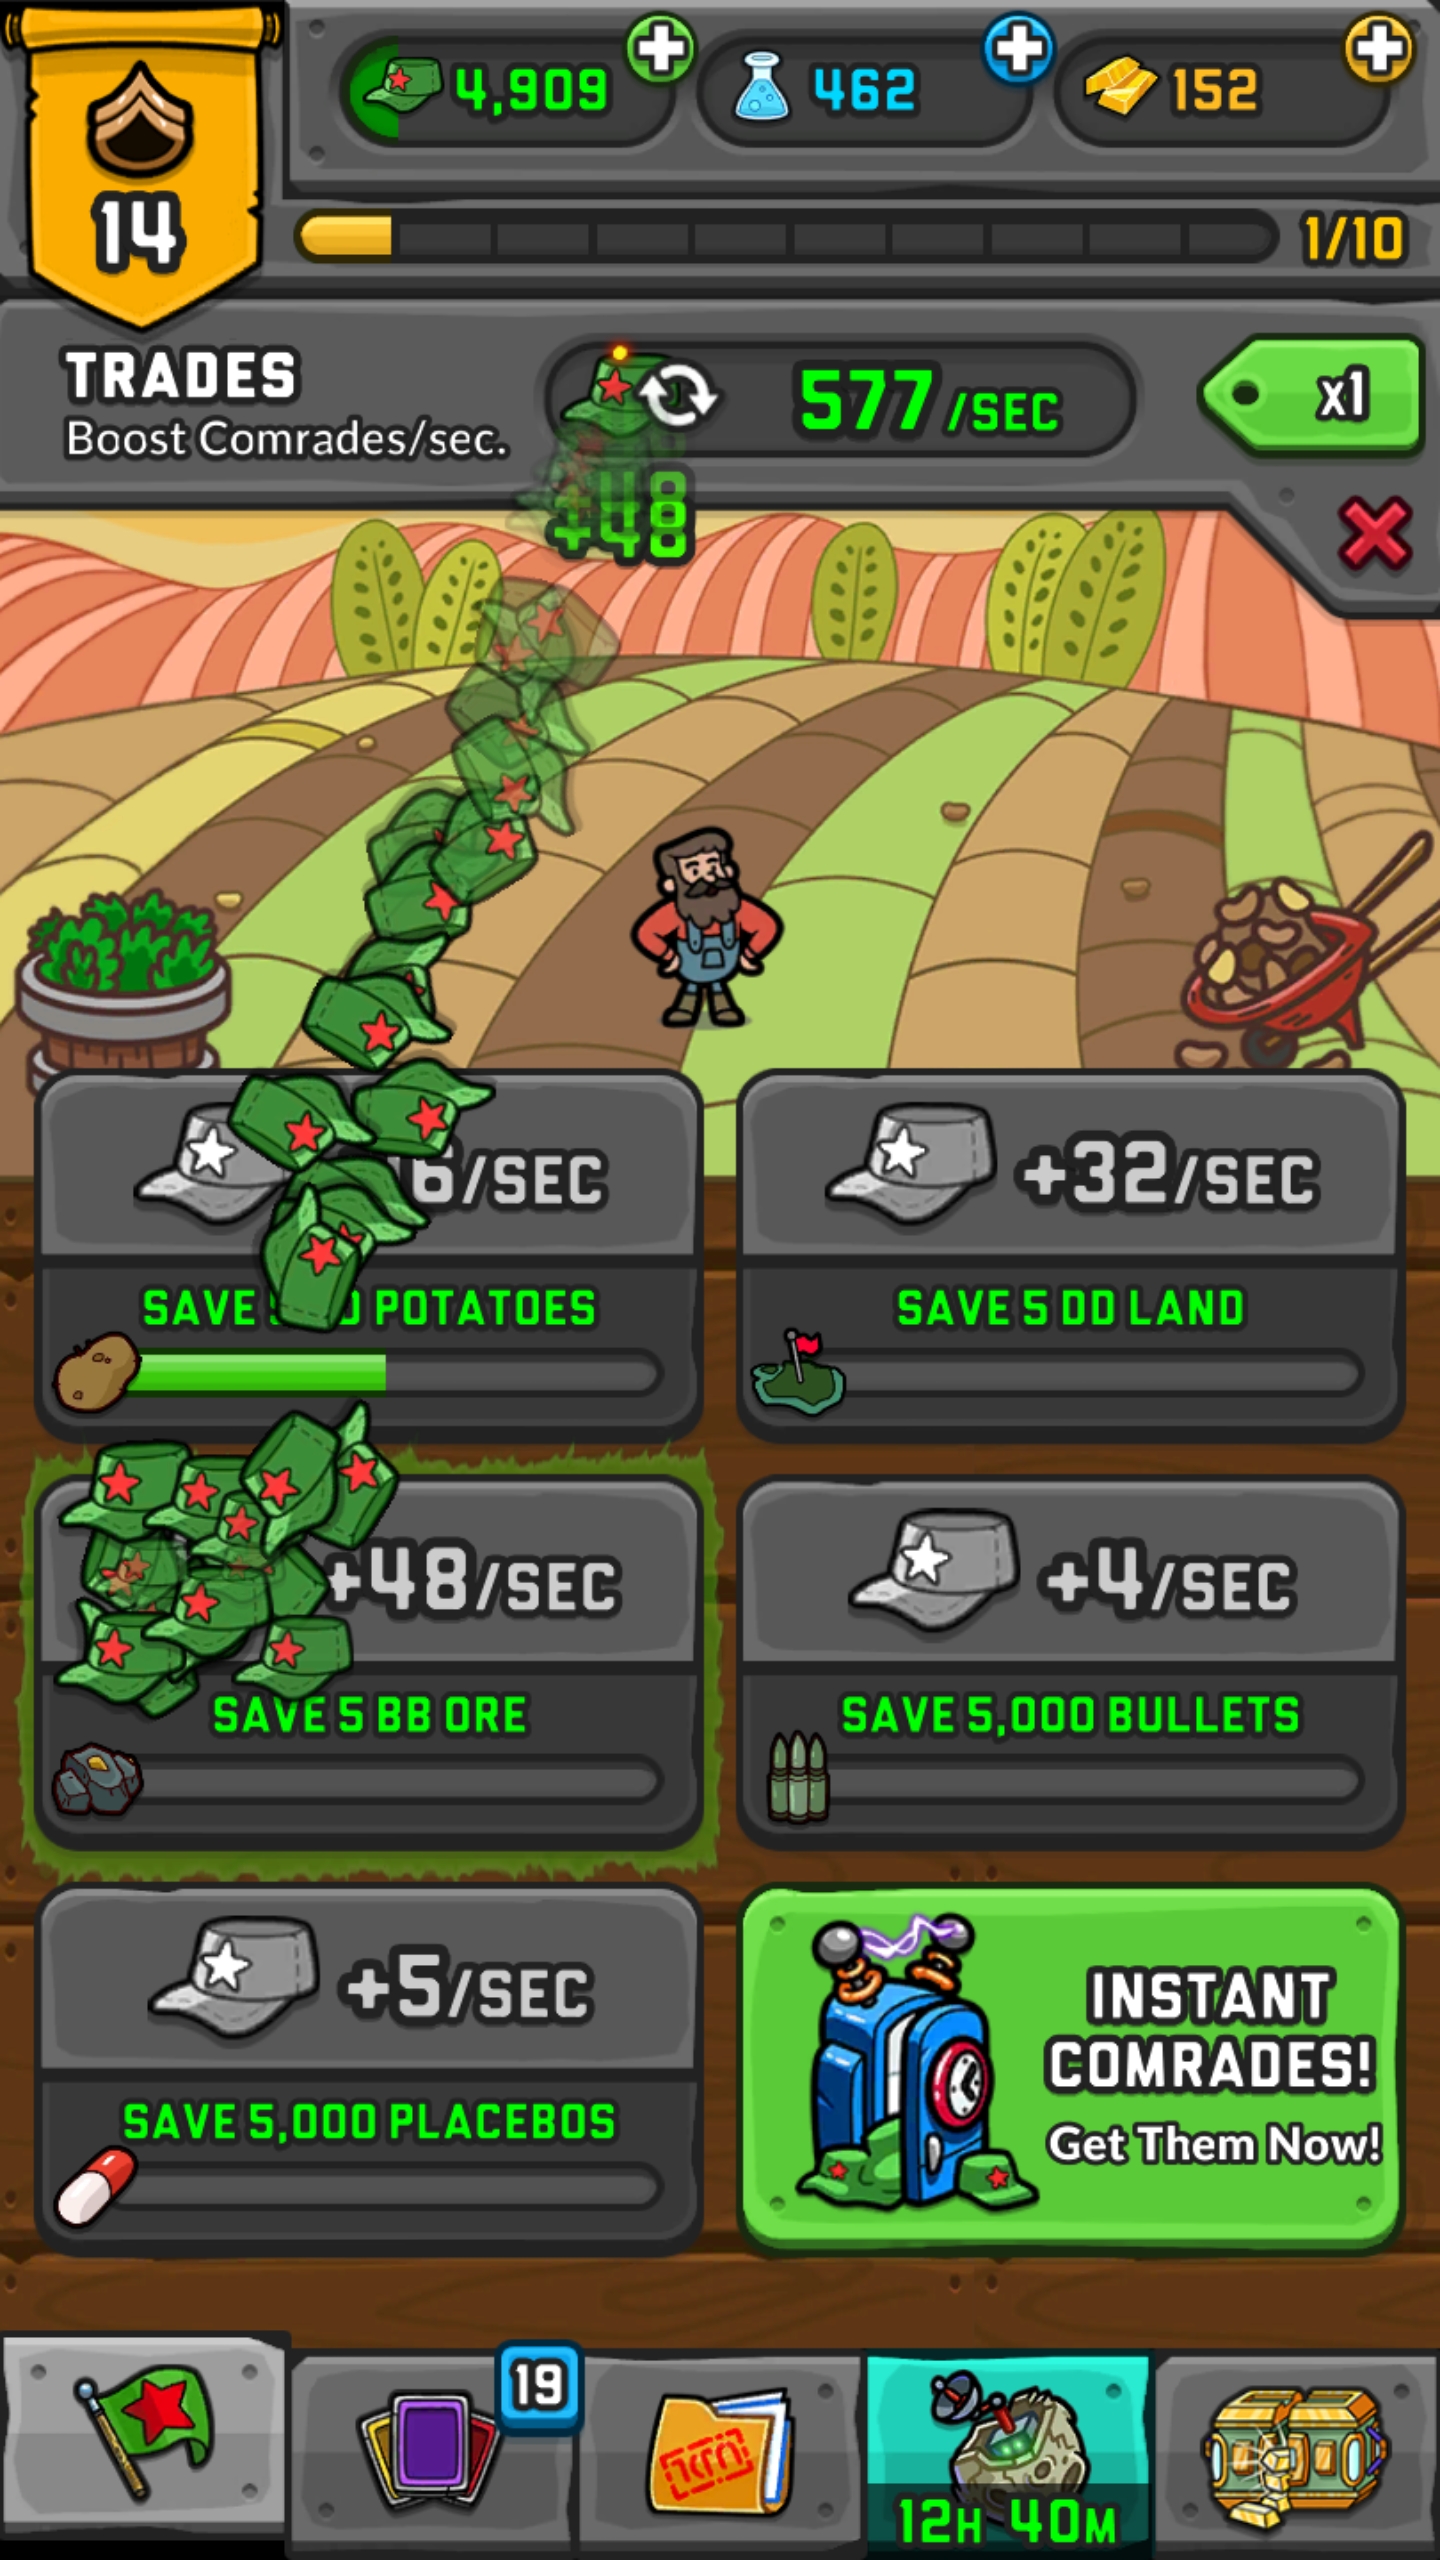 4,909
462
152
14
1/10
TRADES
Boost Comrades/sec.
577/SEC
x1
+48
6/SEC
+32/SEC
SAVE POTATOES
SAVE 5 DD LAND
+48/SEC
+4/SEC
SAVE 5 BB ORE
SAVE 5,000 BULLETS
+5/SEC
INSTANT
COMRADES!
SAVE 5,000 PLACEBOS
Get Them Now!
19
12H 40M